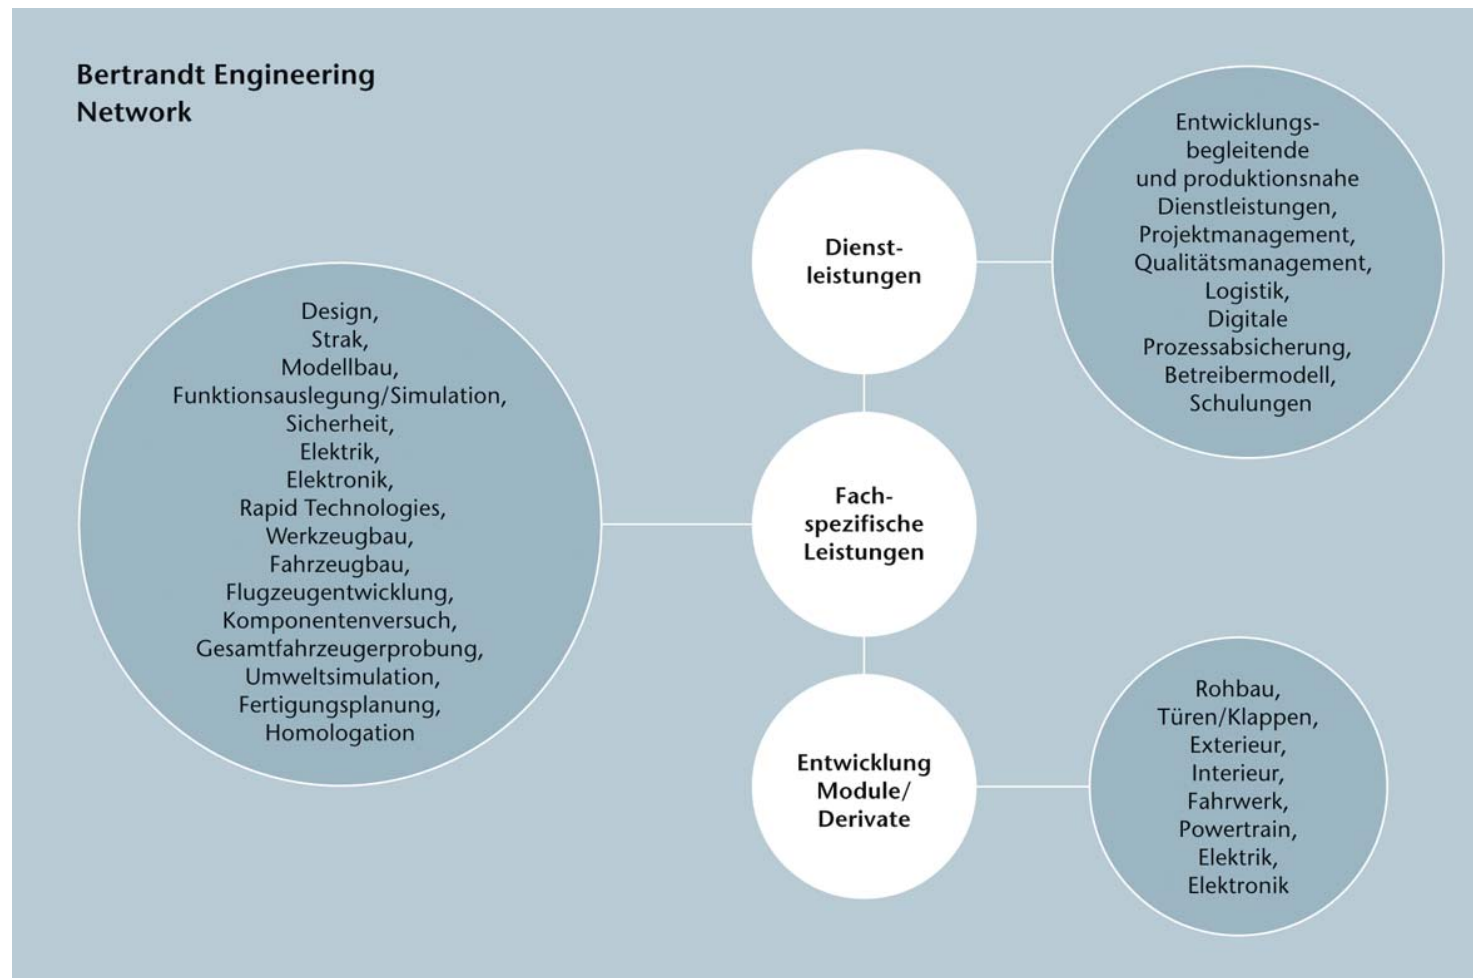 Bertrandt Engineering
Network
Entwicklungs-
begleitende
und produktionsnahe
Dienstleistungen,
Projektmanagement,
Qualitätsmanagement,
Logistik,
Digitale
Prozessabsicherung,
Betreibermodell,
Schulungen
Dienst-
leistungen
Design,
Strak,
Modellbau,
Funktionsauslegung/Simulation,
Sicherheit,
Elektrik,
Elektronik,
Rapid Technologies,
Werkzeugbau,
Fahrzeugbau,
Flugzeugentwicklung,
Komponentenversuch,
Gesamtfahrzeugerprobung,
Umweltsimulation,
Fertigungsplanung,
Homologation
Fach-
spezifische
Leistungen
Entwicklung
Module/
Derivate
Rohbau,
Türen/Klappen,
Exterieur,
Interieur,
Fahrwerk,
Powertrain,
Elektrik,
Elektronik